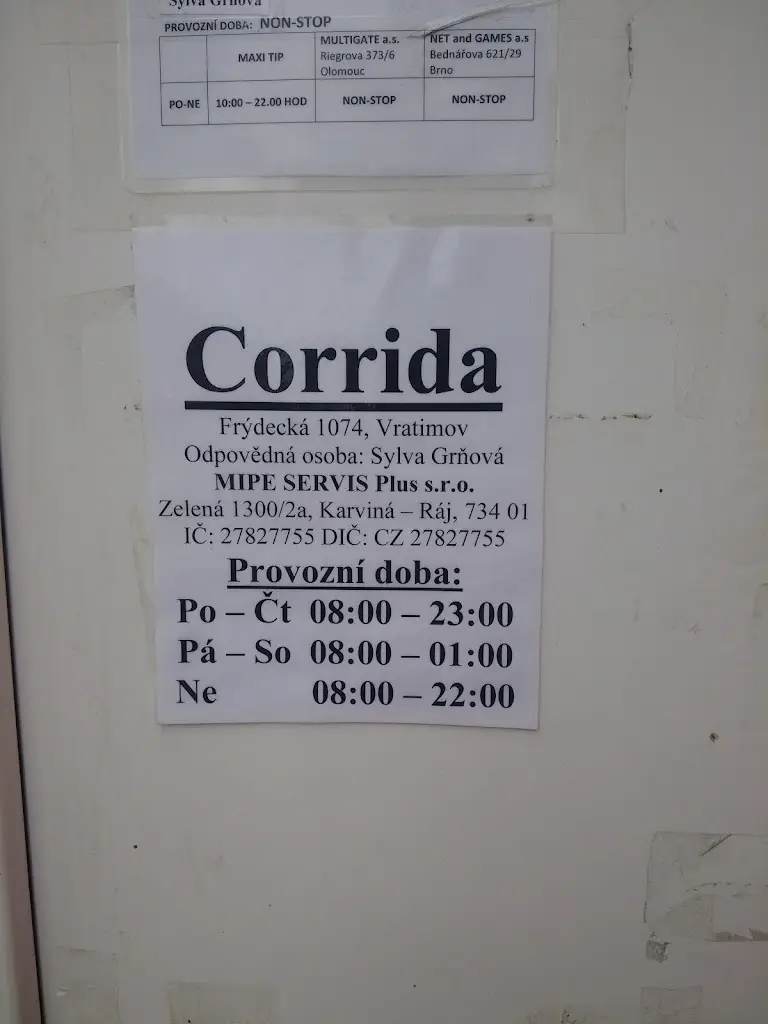 Sylva Grňová
PROVOZNÍ DOBA: NON-STOP
MAXI TIP
MULTIGATE a.s.
Riegrova 373/6
Olomouc
NET and GAMES a.s
Bednářova 621/29
Brno
PO-NE 10:00 – 22.00 HOD NON-STOP NON-STOP
Corrida
Frýdecká 1074, Vratimov
Odpovědná osoba: Sylva Grňová
MIPE SERVIS Plus s.r.o.
Zelená 1300/2a, Karviná – Ráj, 734 01
IČ: 27827755 DIČ: CZ 27827755
Provozní doba:
Po – Čt 08:00 – 23:00
Pá – So 08:00 – 01:00
Ne 08:00 – 22:00